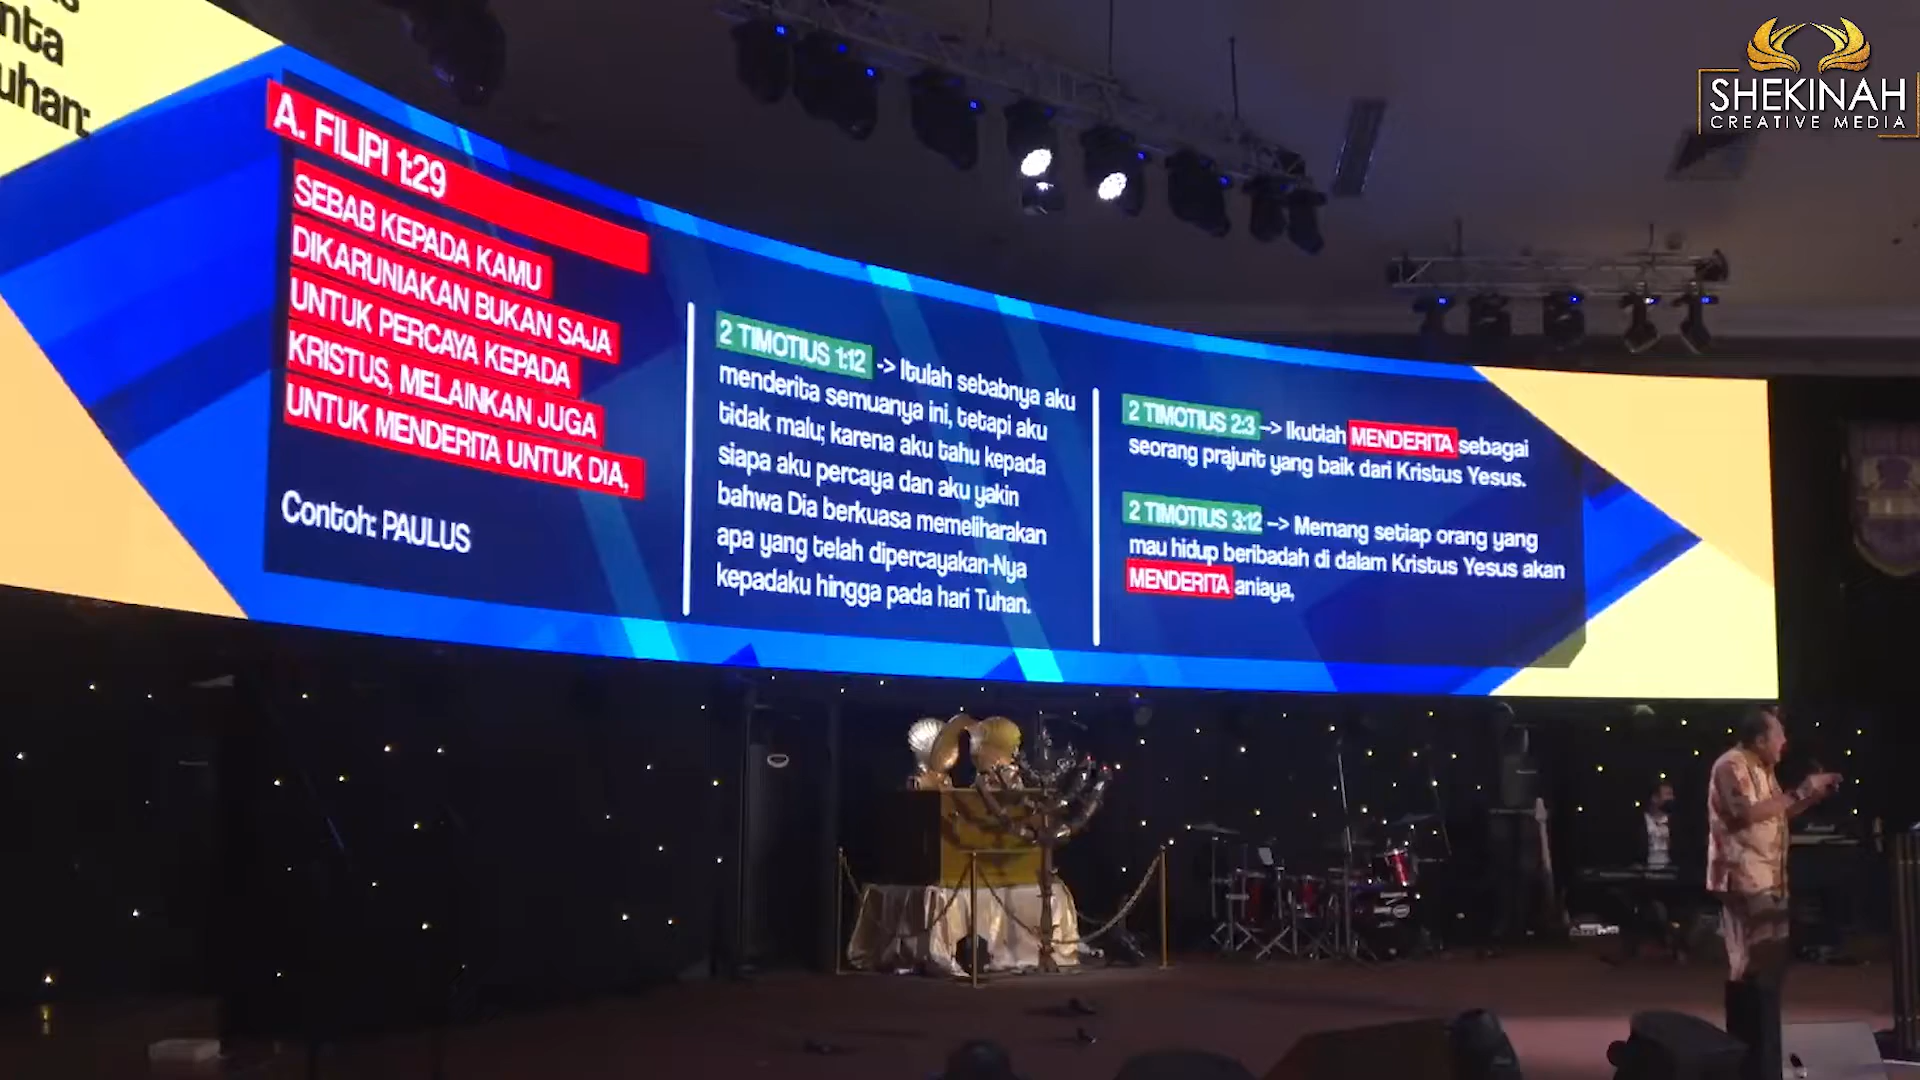 nta
uhan:
A. FILIPI 1:29
SEBAB KEPADA KAMU
DIKARUNIAKAN BUKAN SAJA
UNTUK PERCAYA KEPADA
KRISTUS, MELAINKAN JUGA
UNTUK MENDERITA UNTUK DIA,
Contoh: PAULUS
2 TIMOTIUS 1:12 -> Itulah sebabnya aku
menderita semuanya ini, tetapi aku
tidak malu; karena aku tahu kepada
siapa aku percaya dan aku yakin
bahwa Dia berkuasa memeliharakan
apa yang telah dipercayakan-Nya
kepadaku hingga pada hari Tuhan.
2 TIMOTIUS 2:3 -> Ikutlah MENDERITA sebagai
seorang prajurit yang baik dari Kristus Yesus.
2 TIMOTIUS 3:12 -> Memang setiap orang yang
mau hidup beribadah di dalam Kristus Yesus akan
MENDERITA aniaya,
SHEKINAH
CREATIVE MEDIA